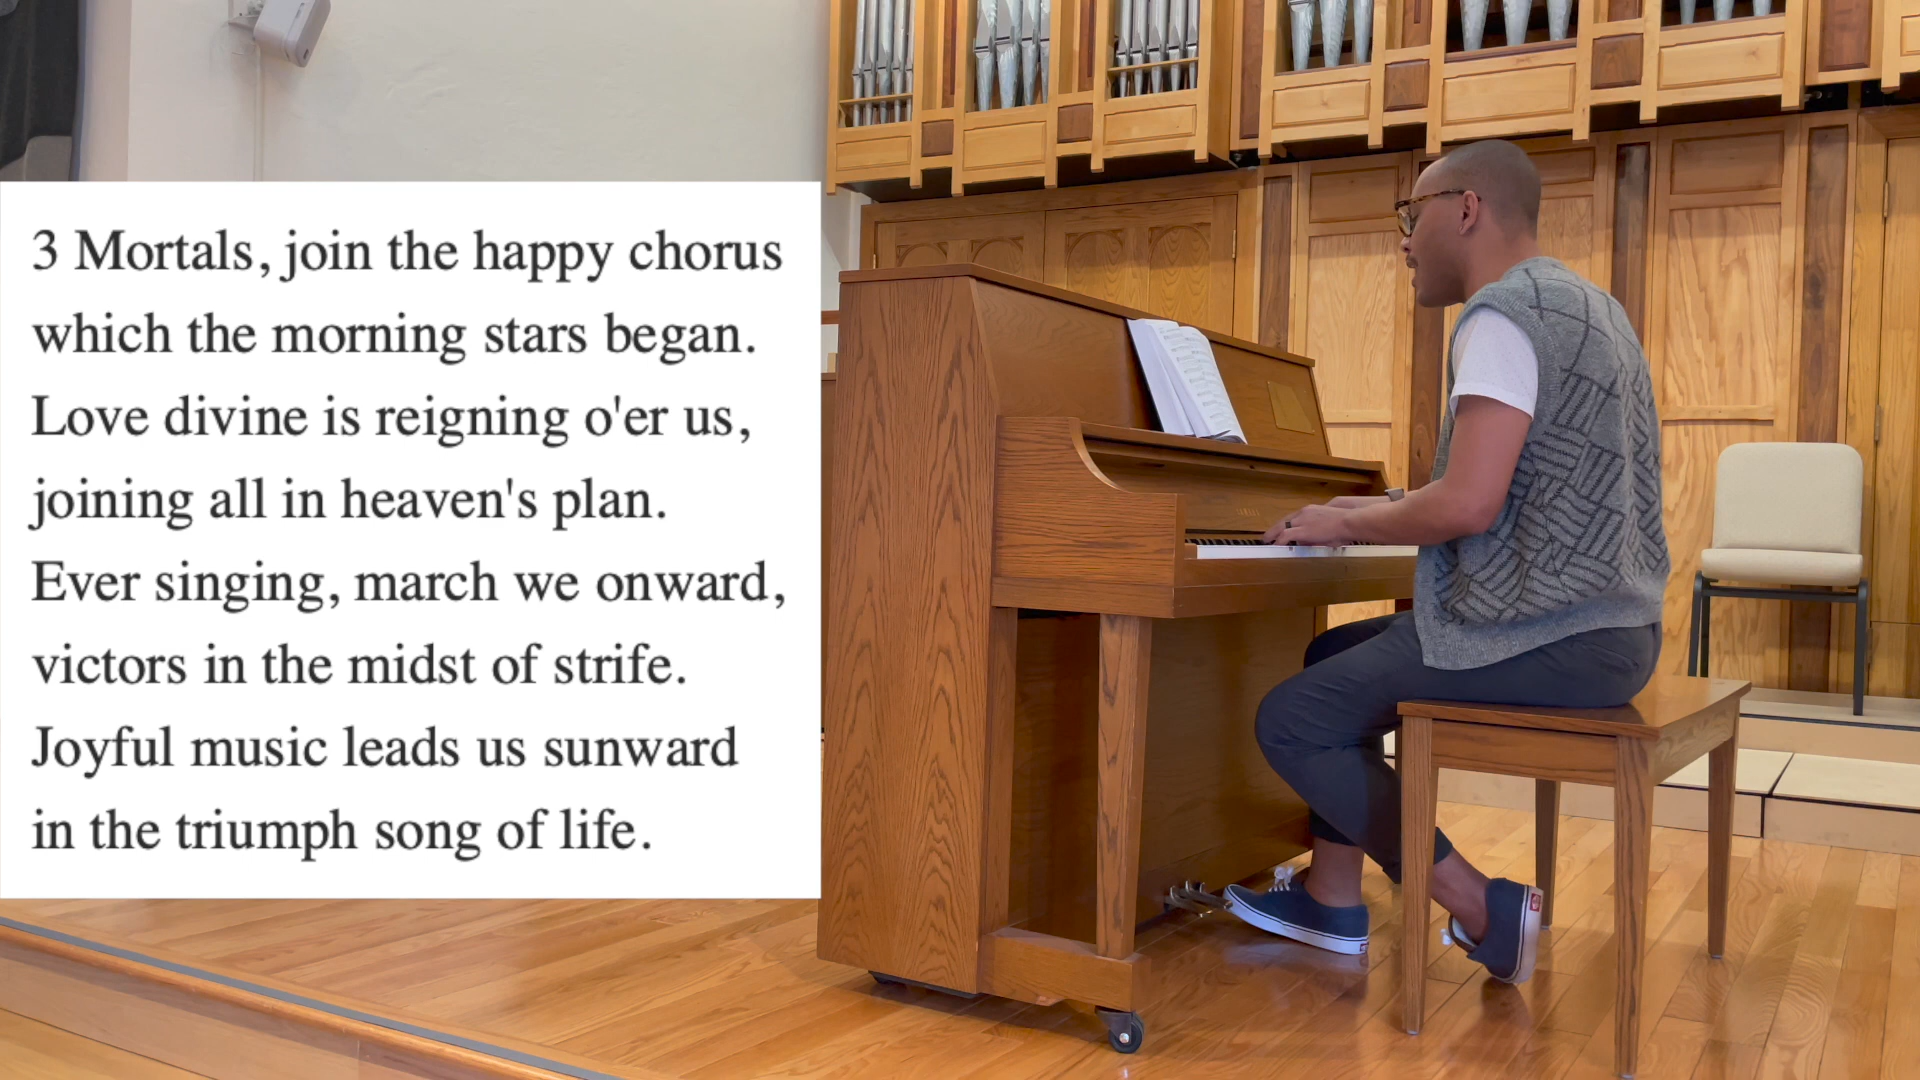 3 Mortals, join the happy chorus
which the morning stars began.
Love divine is reigning o'er us,
joining all in heaven's plan.
Ever singing, march we onward,
victors in the midst of strife.
Joyful music leads us sunward
in the triumph song of life.
YAMAHA